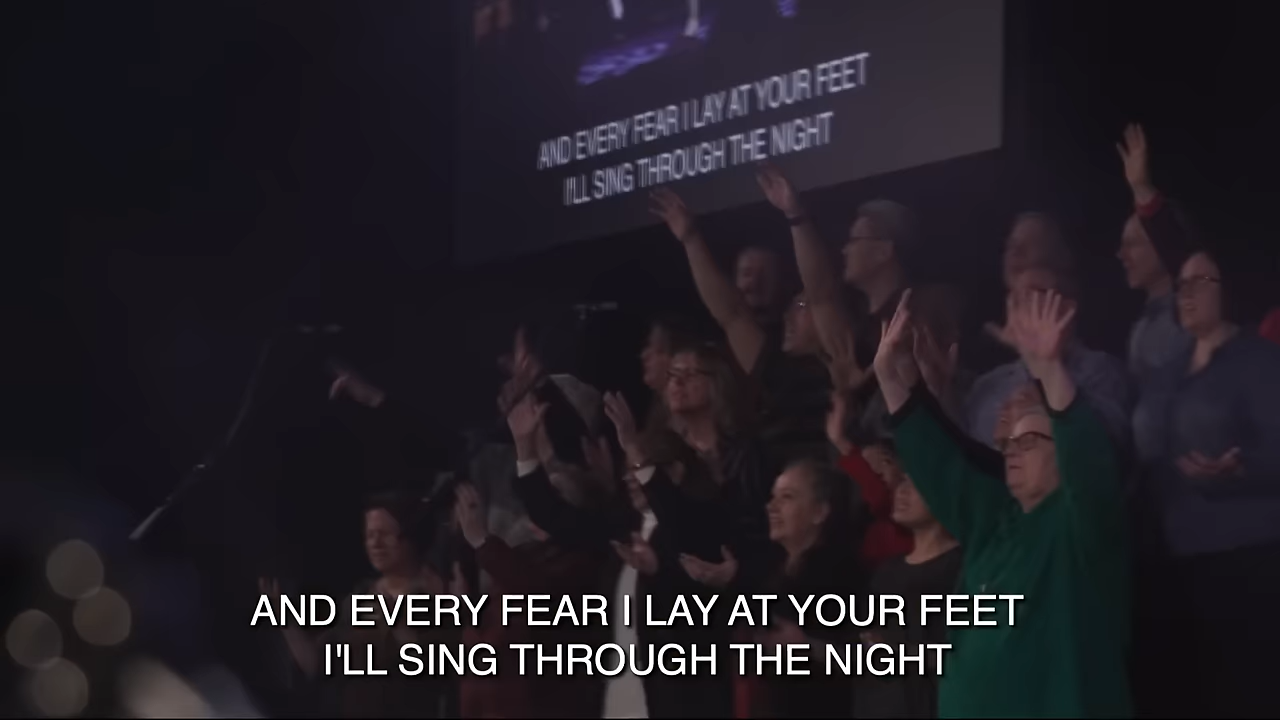 AND EVERY FEAR I LAY AT YOUR FEET
I'LL SING THROUGH THE NIGHT
AND EVERY FEAR I LAY AT YOUR FEET
I'LL SING THROUGH THE NIGHT